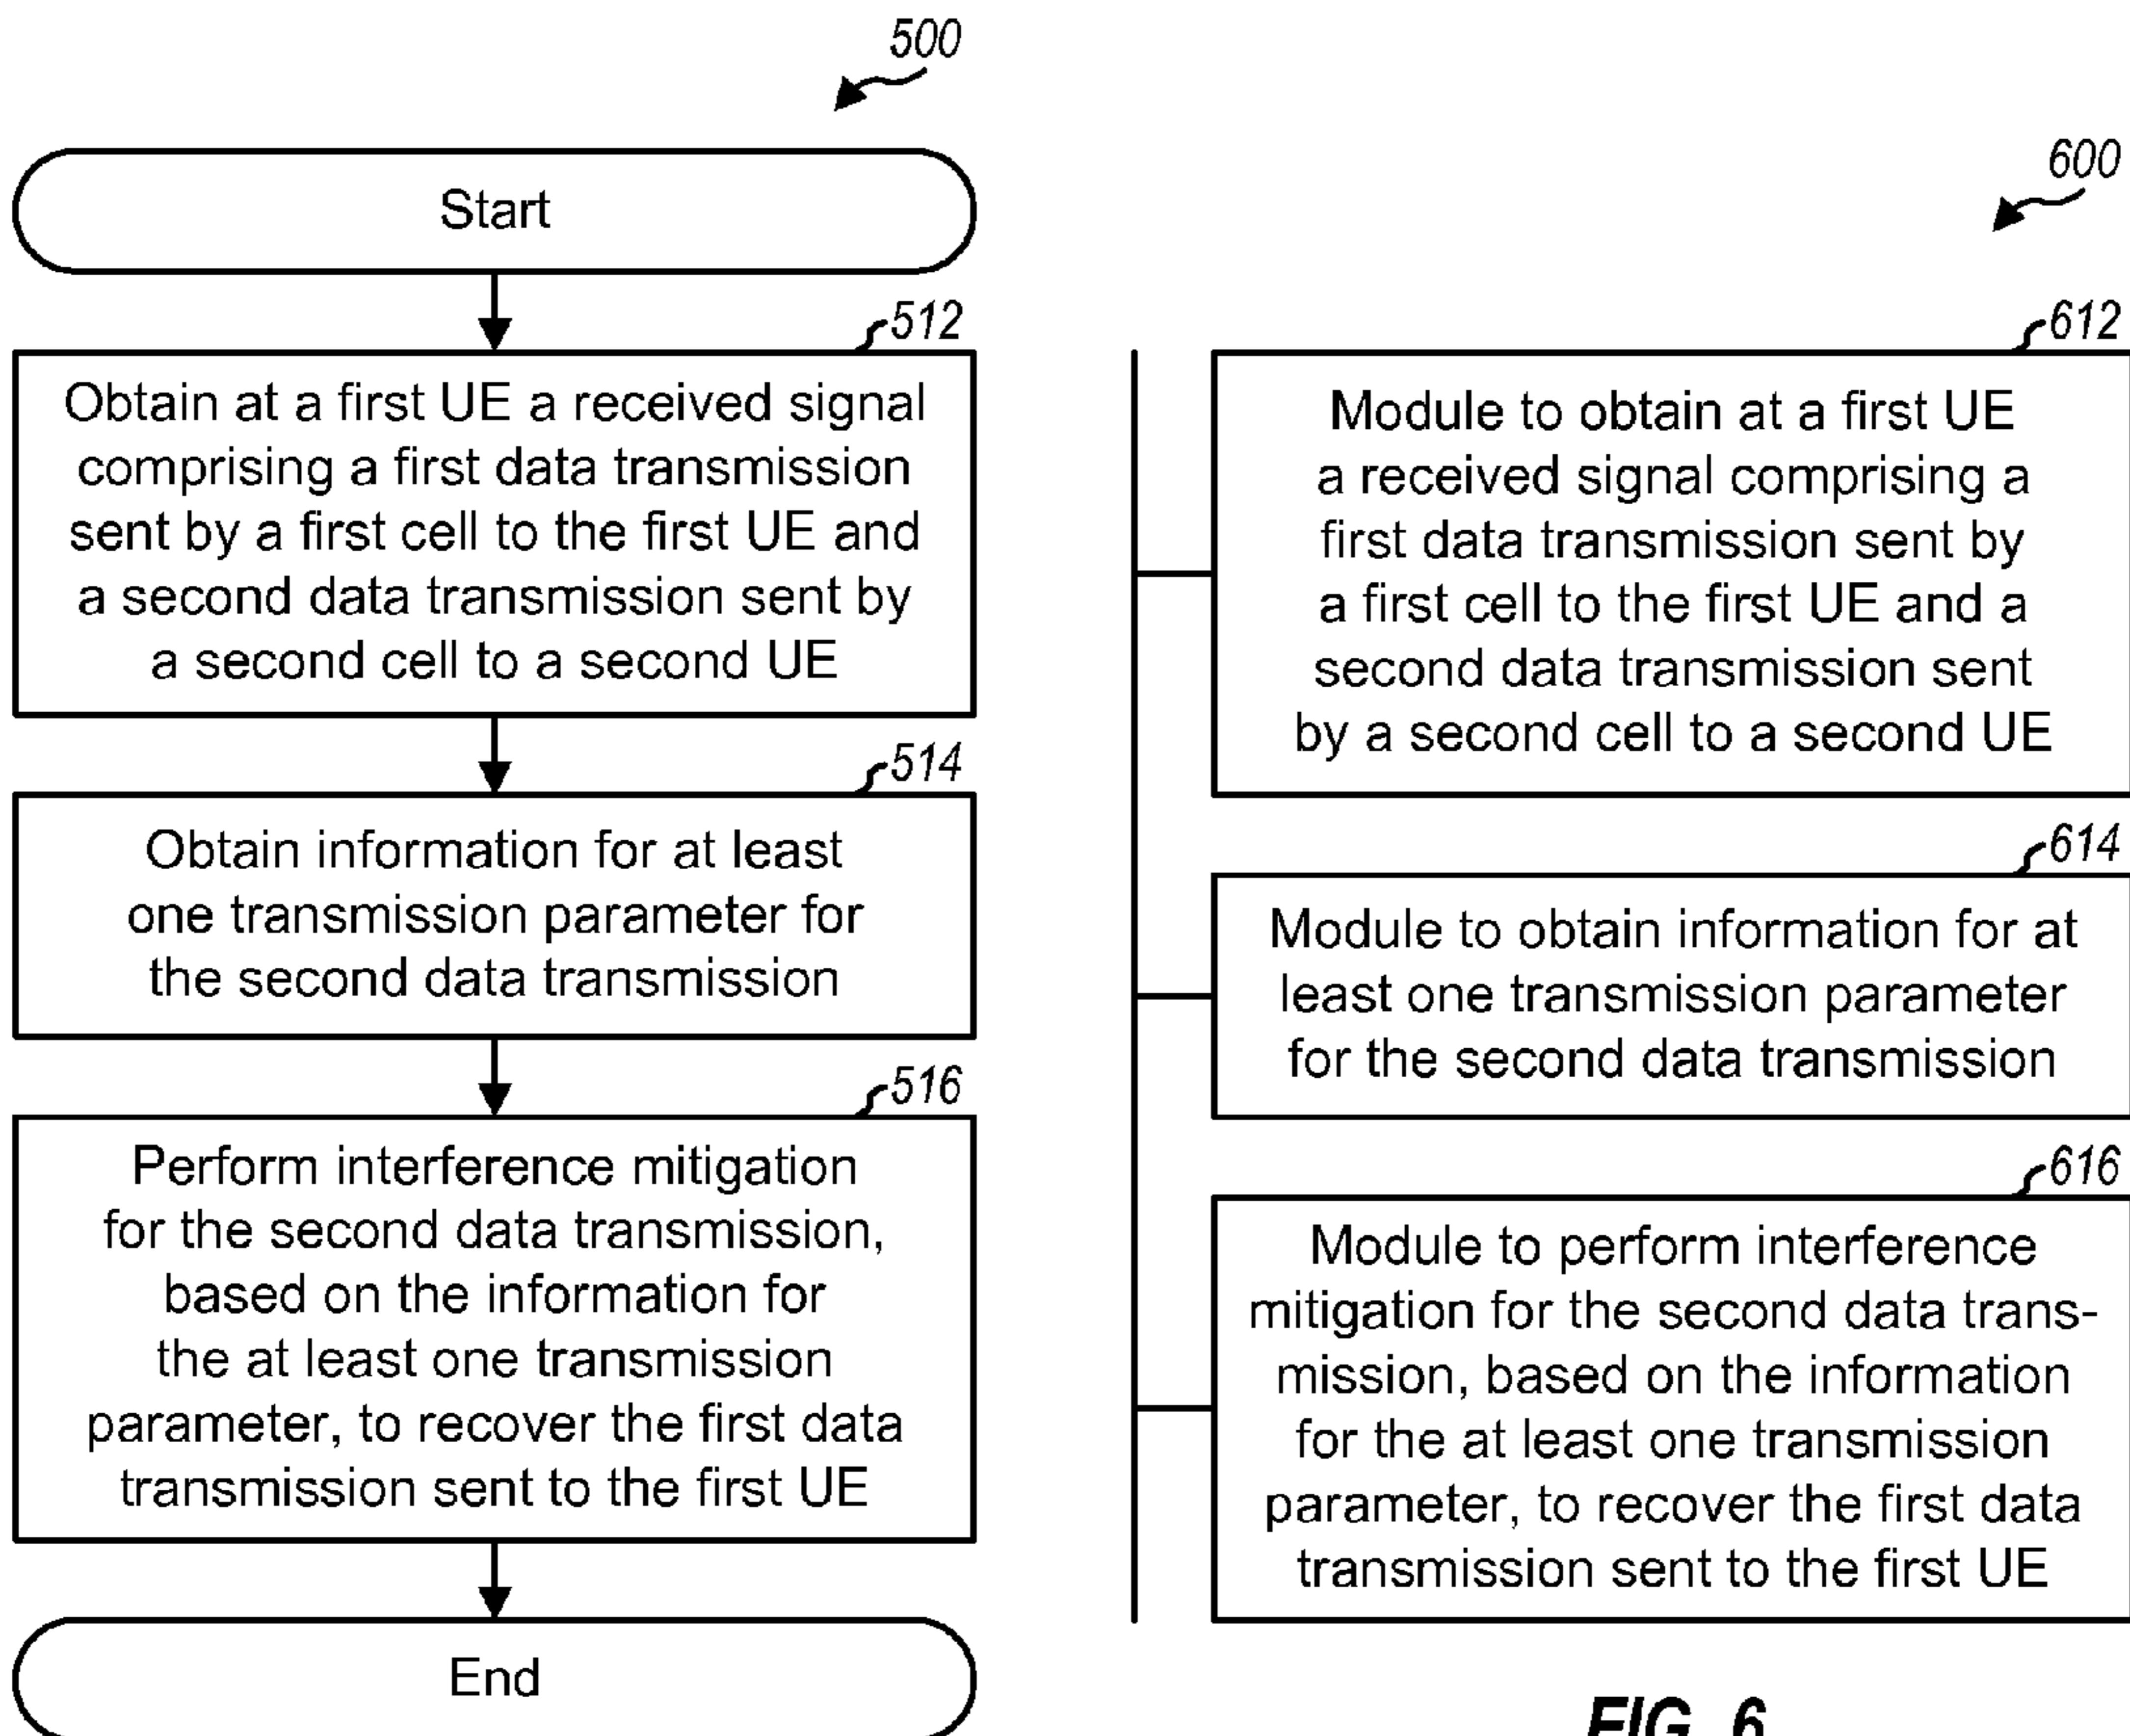 500
Start
512
Obtain at a first UE a received signal
comprising a first data transmission
sent by a first cell to the first UE and
a second data transmission sent by
a second cell to a second UE
514
Obtain information for at least
one transmission parameter for
the second data transmission
516
Perform interference mitigation
for the second data transmission,
based on the information for
the at least one transmission
parameter, to recover the first data
transmission sent to the first UE
End
600
612
Module to obtain at a first UE
a received signal comprising a
first data transmission sent by
a first cell to the first UE and a
second data transmission sent
by a second cell to a second UE
614
Module to obtain information for at
least one transmission parameter
for the second data transmission
616
Module to perform interference
mitigation for the second data trans-
mission, based on the information
for the at least one transmission
parameter, to recover the first data
transmission sent to the first UE
FIG. 6